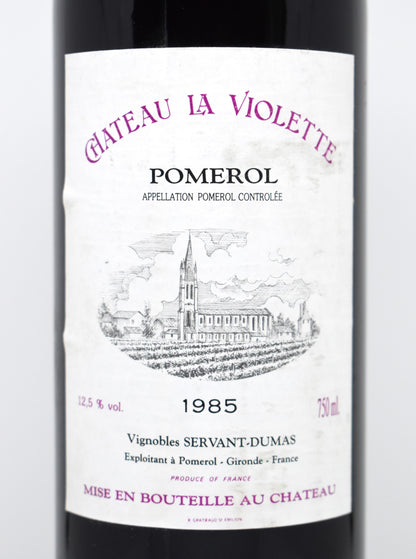 CHATEAU LA VIOLETTE
POMEROL
APPELLATION POMEROL CONTROLÉE
12,5 % vol.
1985
750 ml.
Vignobles SERVANT-DUMAS
Exploitant à Pomerol - Gironde - France
PRODUCE OF FRANCE
MISE EN BOUTEILLE AU CHATEAU